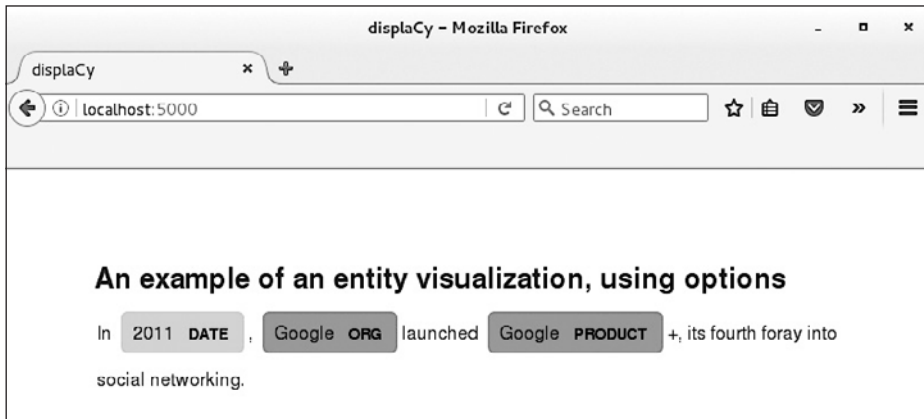 displaCy – Mozilla Firefox
displaCy
localhost:5000
Search
An example of an entity visualization, using options
In 2011 DATE , Google ORG launched Google PRODUCT +, its fourth foray into
social networking.